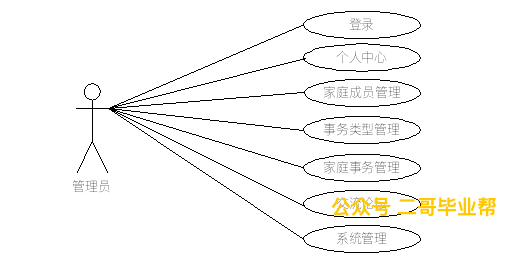 登录
个人中心
家庭成员管理
事务类型管理
家庭事务管理
公众号 二哥毕业帮
系统管理
管理员